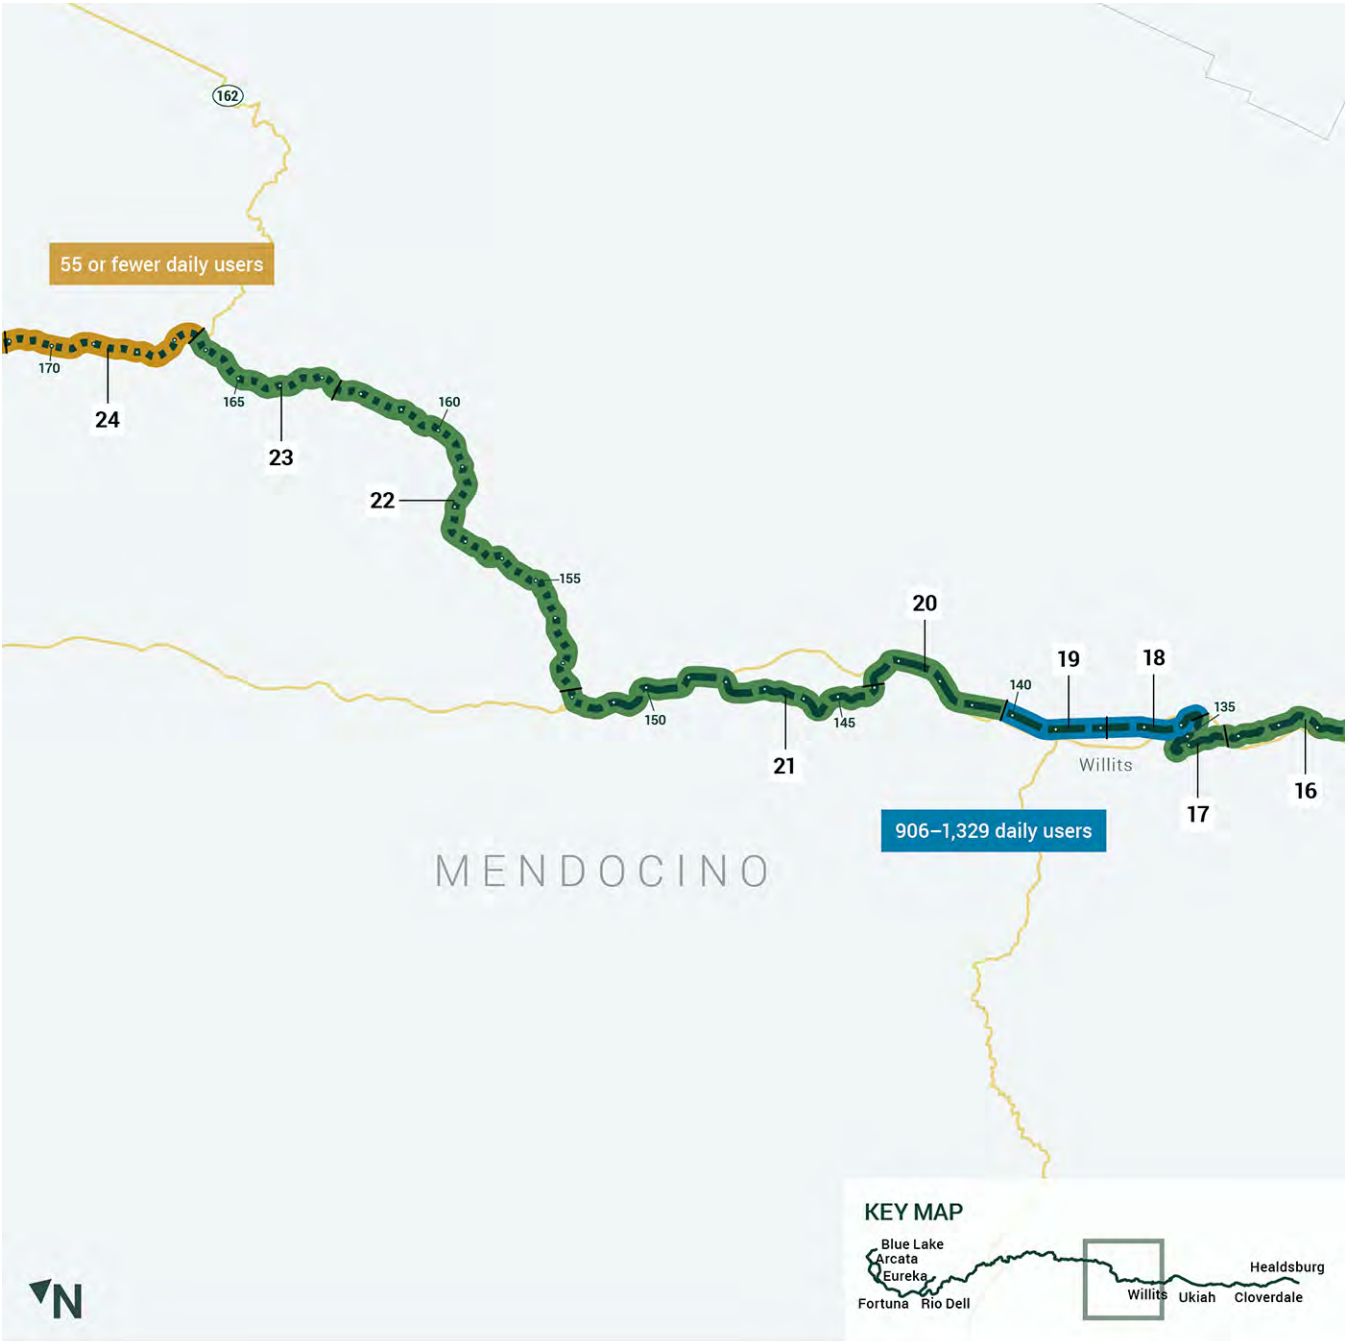 162
55 or fewer daily users
170
24
165
23
160
22
155
20
19
18
140
135
150
145
21
Willits
17
16
906–1,329 daily users
MENDOCINO
KEY MAP
Blue Lake
Arcata
Eureka
Healdsburg
Fortuna
Rio Dell
Willits
Ukiah
Cloverdale
N